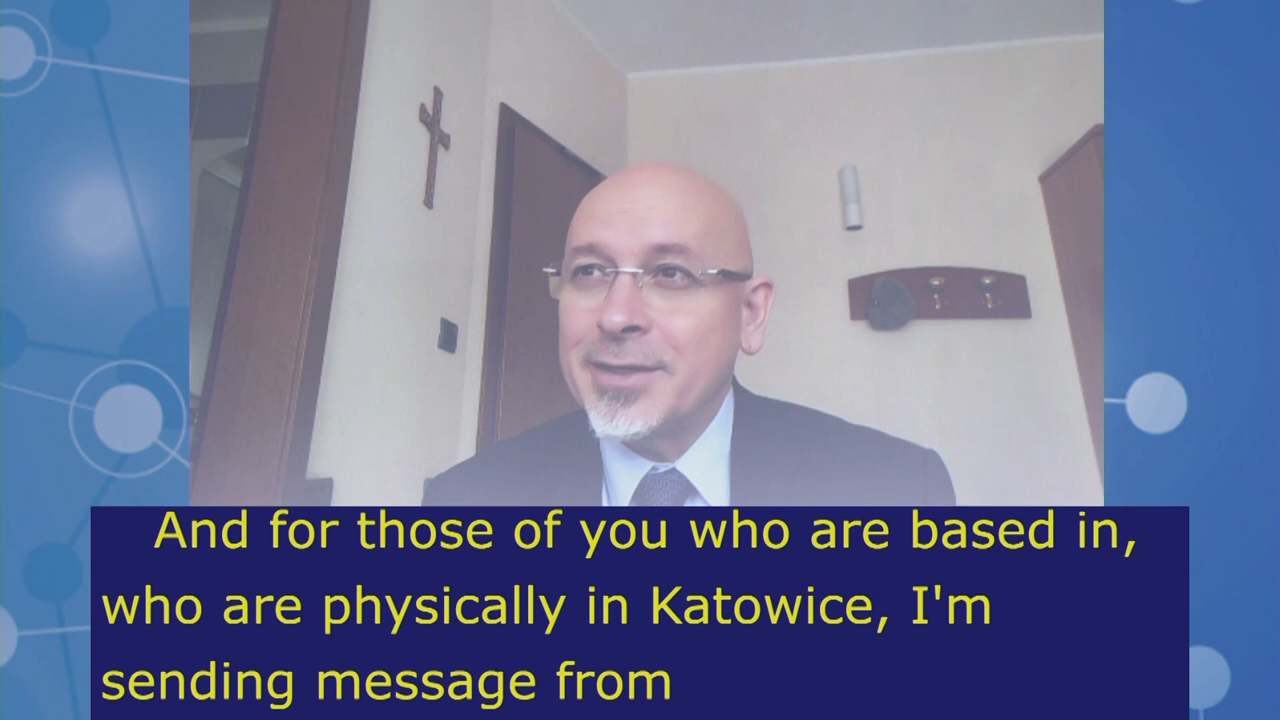 And for those of you who are based in,
who are physically in Katowice, I'm
sending message from